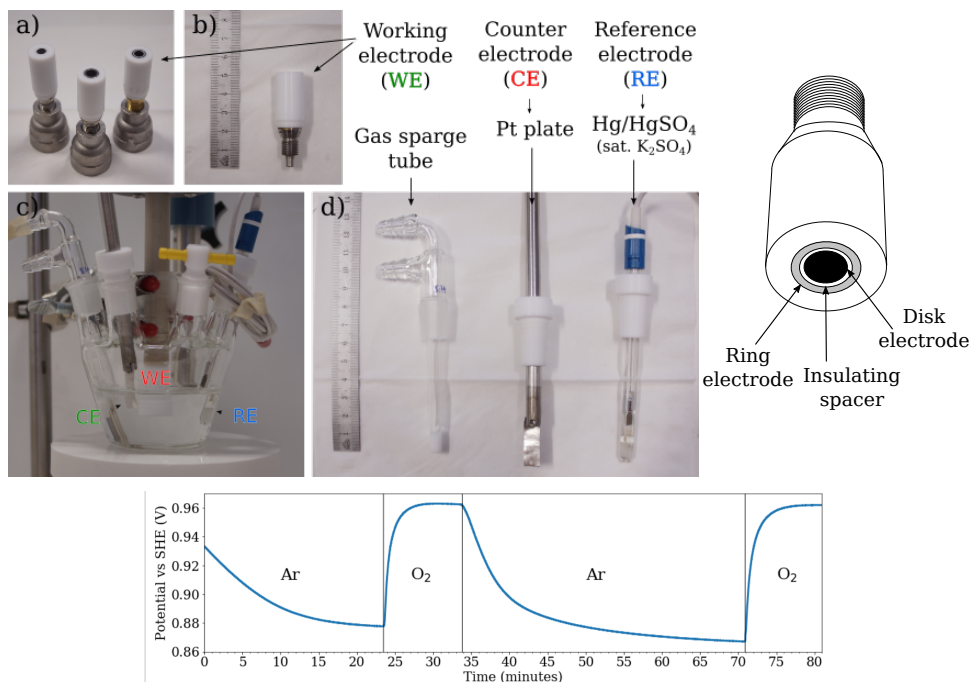 a)
b)
Working
electrode
(WE)
Counter
electrode
(CE)
Reference
electrode
(RE)
Gas sparge
tube
Pt plate
Hg/HgSO4
(sat. K2SO4)
c)
WE
CE
RE
d)
Disk
electrode
Ring
electrode
Insulating
spacer
Potential vs SHE (V)
0.96
0.94
0.92
0.90
0.88
0.86
Ar
O2
Ar
O2
0
5
10
15
20
25
30
35
40
45
50
55
60
65
70
75
80
Time (minutes)